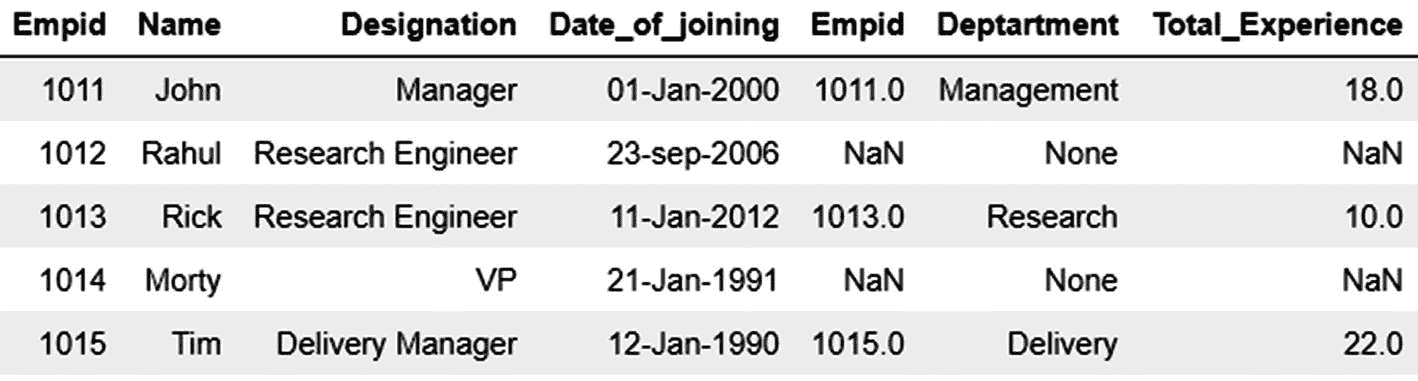 Empid Name Designation Date_of_joining Empid Deptartment Total_Experience
1011 John Manager 01-Jan-2000 1011.0 Management 18.0
1012 Rahul Research Engineer 23-sep-2006 NaN None NaN
1013 Rick Research Engineer 11-Jan-2012 1013.0 Research 10.0
1014 Morty VP 21-Jan-1991 NaN None NaN
1015 Tim Delivery Manager 12-Jan-1990 1015.0 Delivery 22.0